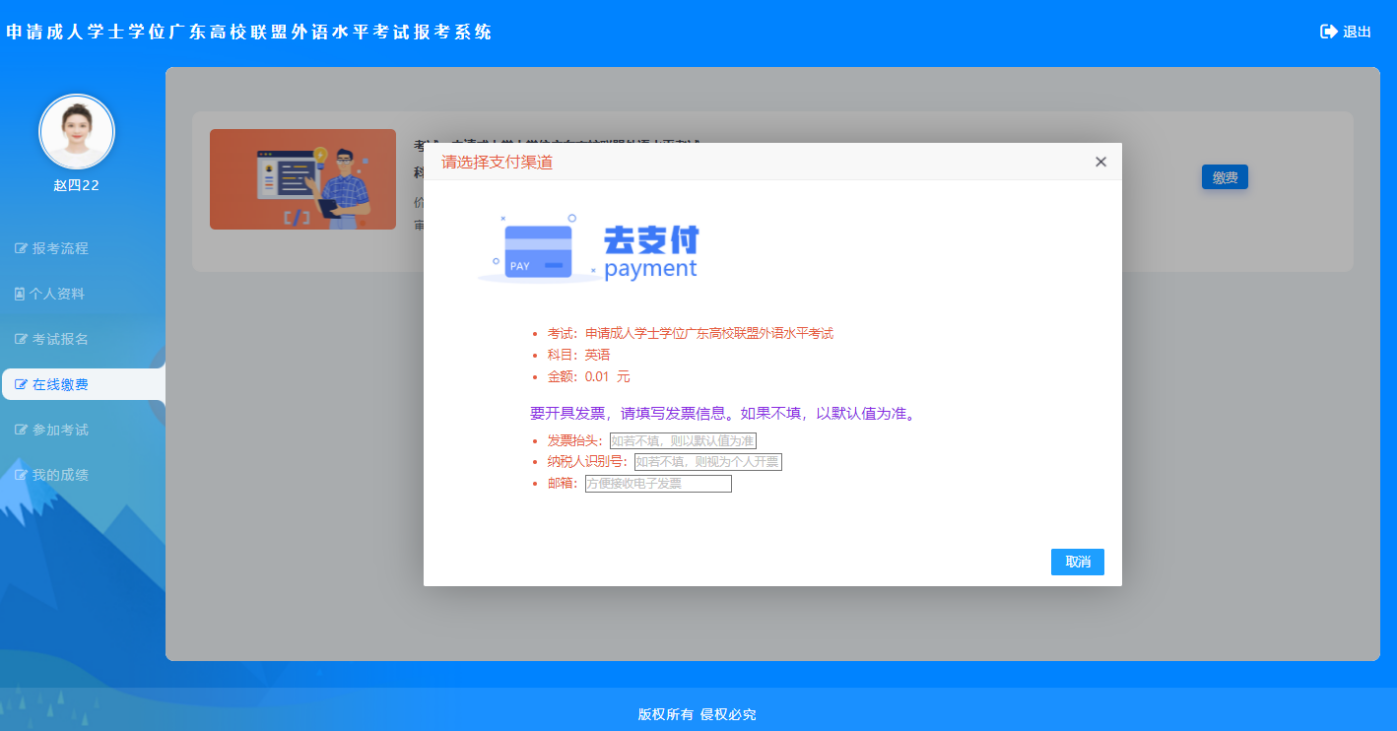 申请成人学士学位广东高校联盟外语水平考试报考系统
退出
赵四22
报考流程
个人资料
考试报名
在线缴费
参加考试
我的成绩
缴费
请选择支付渠道
PAY
去支付
payment
考试：申请成人学士学位广东高校联盟外语水平考试
科目：英语
金额：0.01 元
要开具发票，请填写发票信息。如果不填，以默认值为准。
发票抬头：如若不填，则以默认值为准
纳税人识别号：如若不填，则视为个人开票
邮箱：方便接收电子发票
取消
版权所有 侵权必究